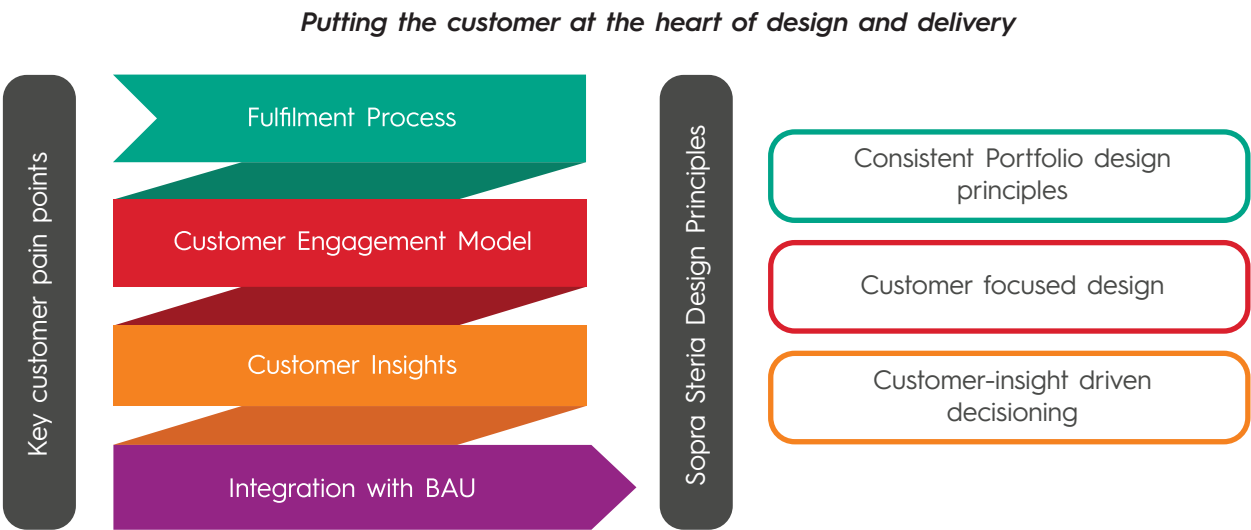 Putting the customer at the heart of design and delivery
Key customer pain points
Fulfilment Process
Customer Engagement Model
Customer Insights
Integration with BAU
Sopra Steria Design Principles
Consistent Portfolio design
principles
Customer focused design
Customer-insight driven
decisioning